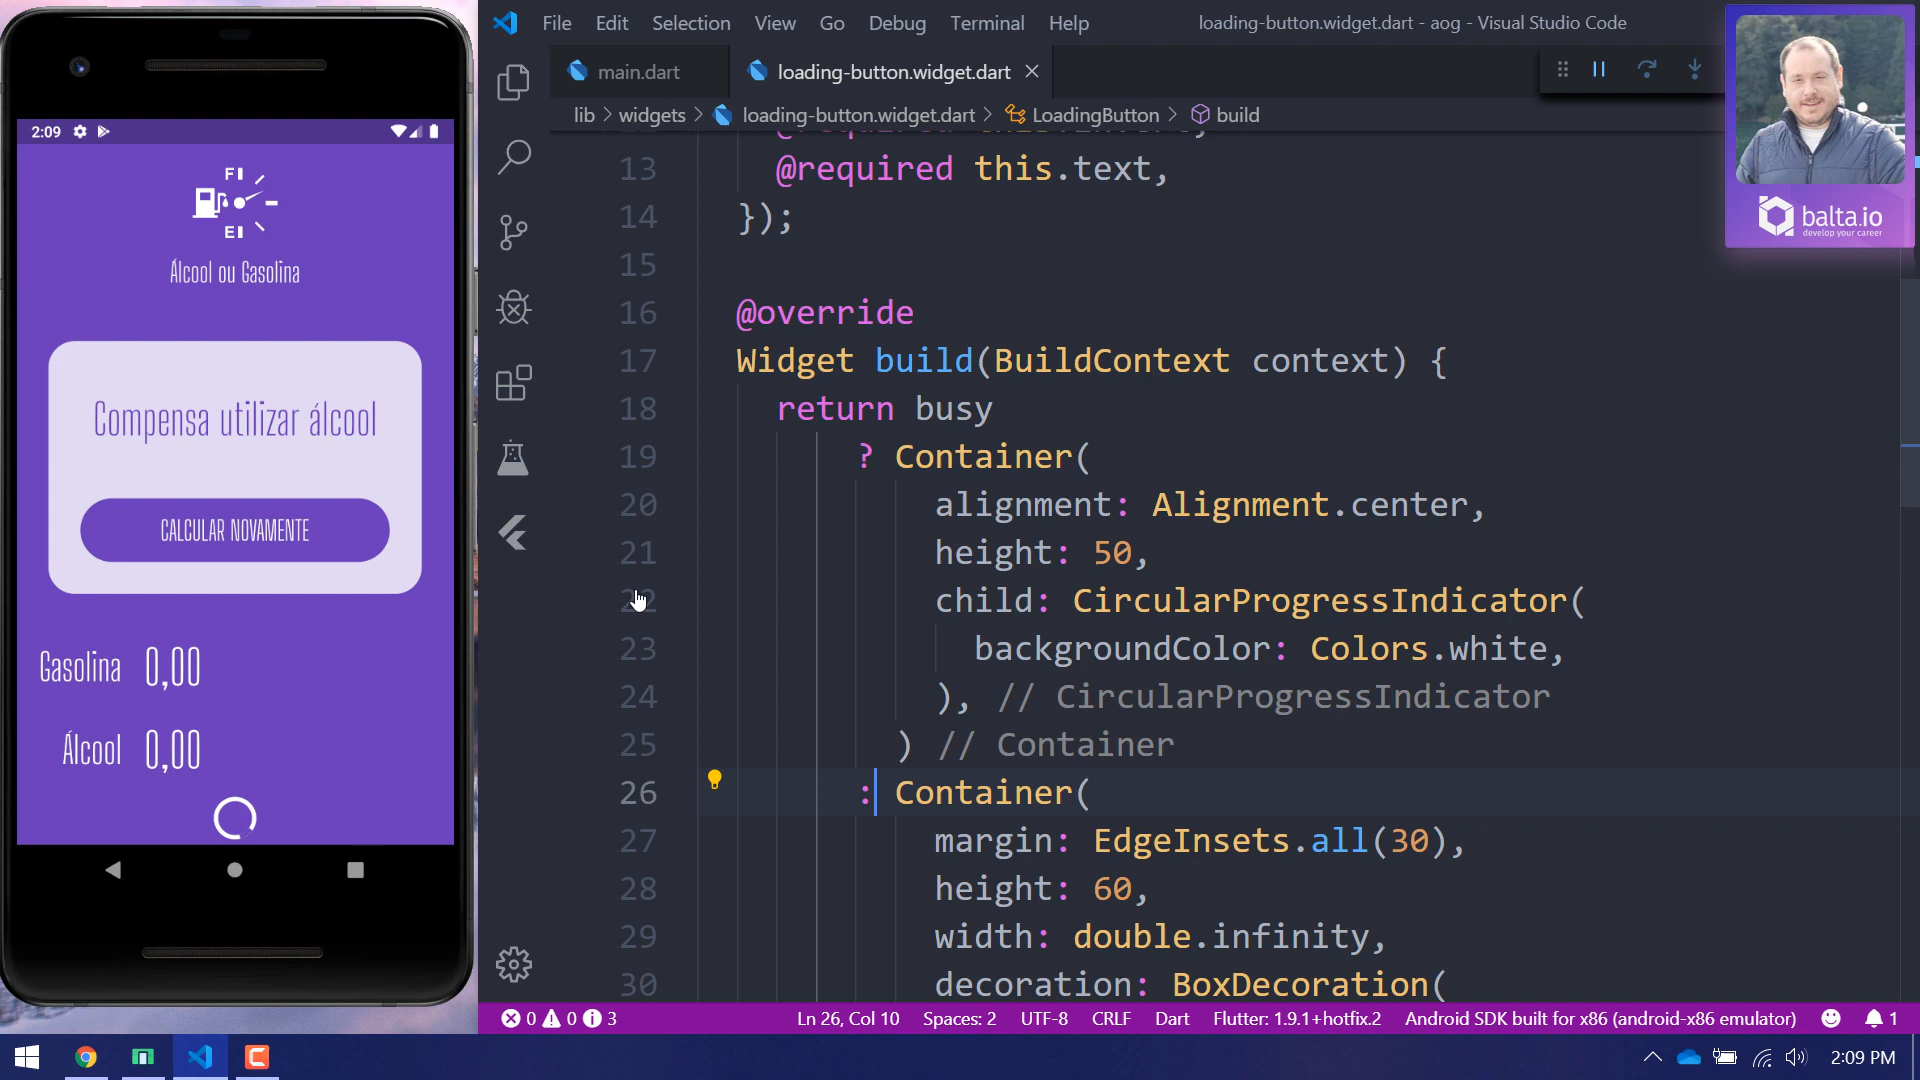 2:09
F
E
Álcool ou Gasolina
Compensa utilizar álcool
CALCULAR NOVAMENTE
Gasolina 0,00
Álcool 0,00
File Edit Selection View Go Debug Terminal Help
loading-button.widget.dart - aog - Visual Studio Code
main.dart
loading-button.widget.dart
lib > widgets > loading-button.widget.dart > LoadingButton > build
13 @required this.text,
14 });
15
16 @override
17 Widget build(BuildContext context) {
18 return busy
19 ? Container(
20 alignment: Alignment.center,
21 height: 50,
22 child: CircularProgressIndicator(
23 backgroundColor: Colors.white,
24 ), // CircularProgressIndicator
25 ) // Container
26 : Container(
27 margin: EdgeInsets.all(30),
28 height: 60,
29 width: double.infinity,
30 decoration: BoxDecoration(
balta.io
develop your career
0 0 3
Ln 26, Col 10 Spaces: 2 UTF-8 CRLF Dart Flutter: 1.9.1+hotfix.2 Android SDK built for x86 (android-x86 emulator) 1
2:09 PM